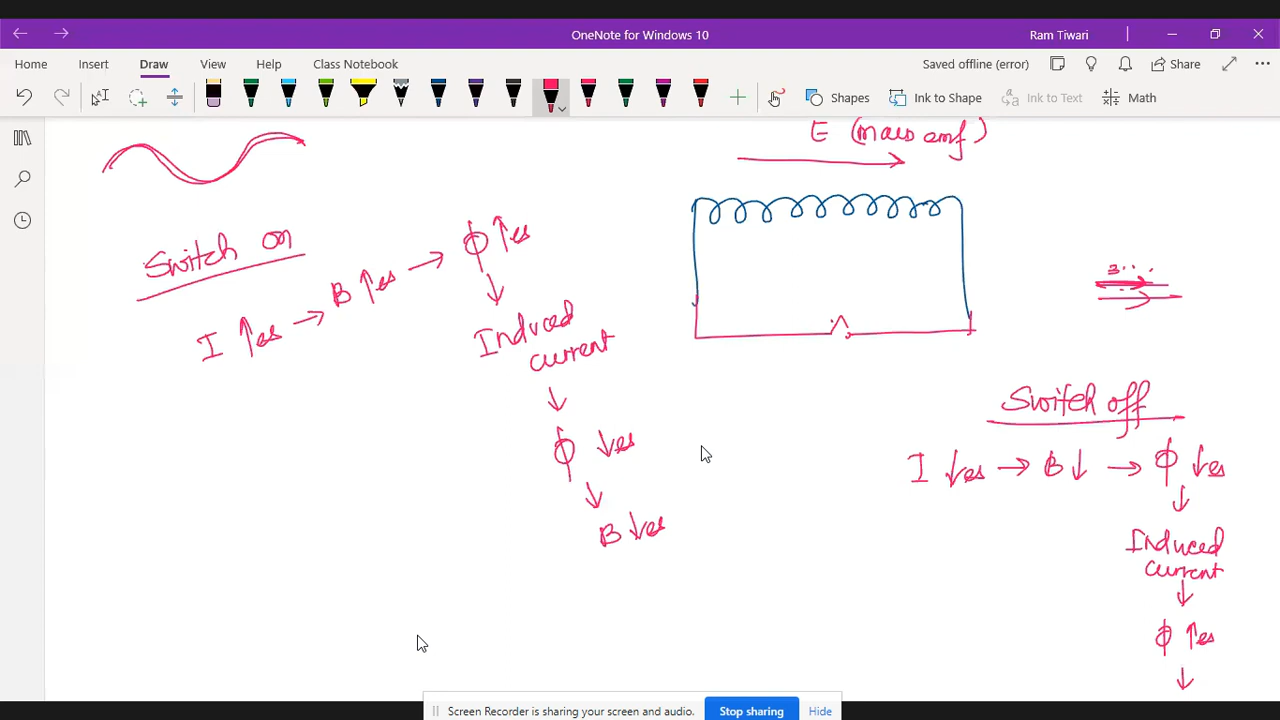 OneNote for Windows 10
Ram Tiwari
Home Insert Draw View Help Class Notebook
Saved offline (error) Share
Shapes Ink to Shape Ink to Text Math
E ( emf)
Switch on
I ↑es → B ↑es → Φ ↑es
↓
Induced
current
↓
Φ ↓es
↓
B ↓es
Switch off
I ↓es → B ↓ → Φ ↓es
↓
Induced
current
↓
Φ ↑es
↓
Screen Recorder is sharing your screen and audio. Stop sharing Hide